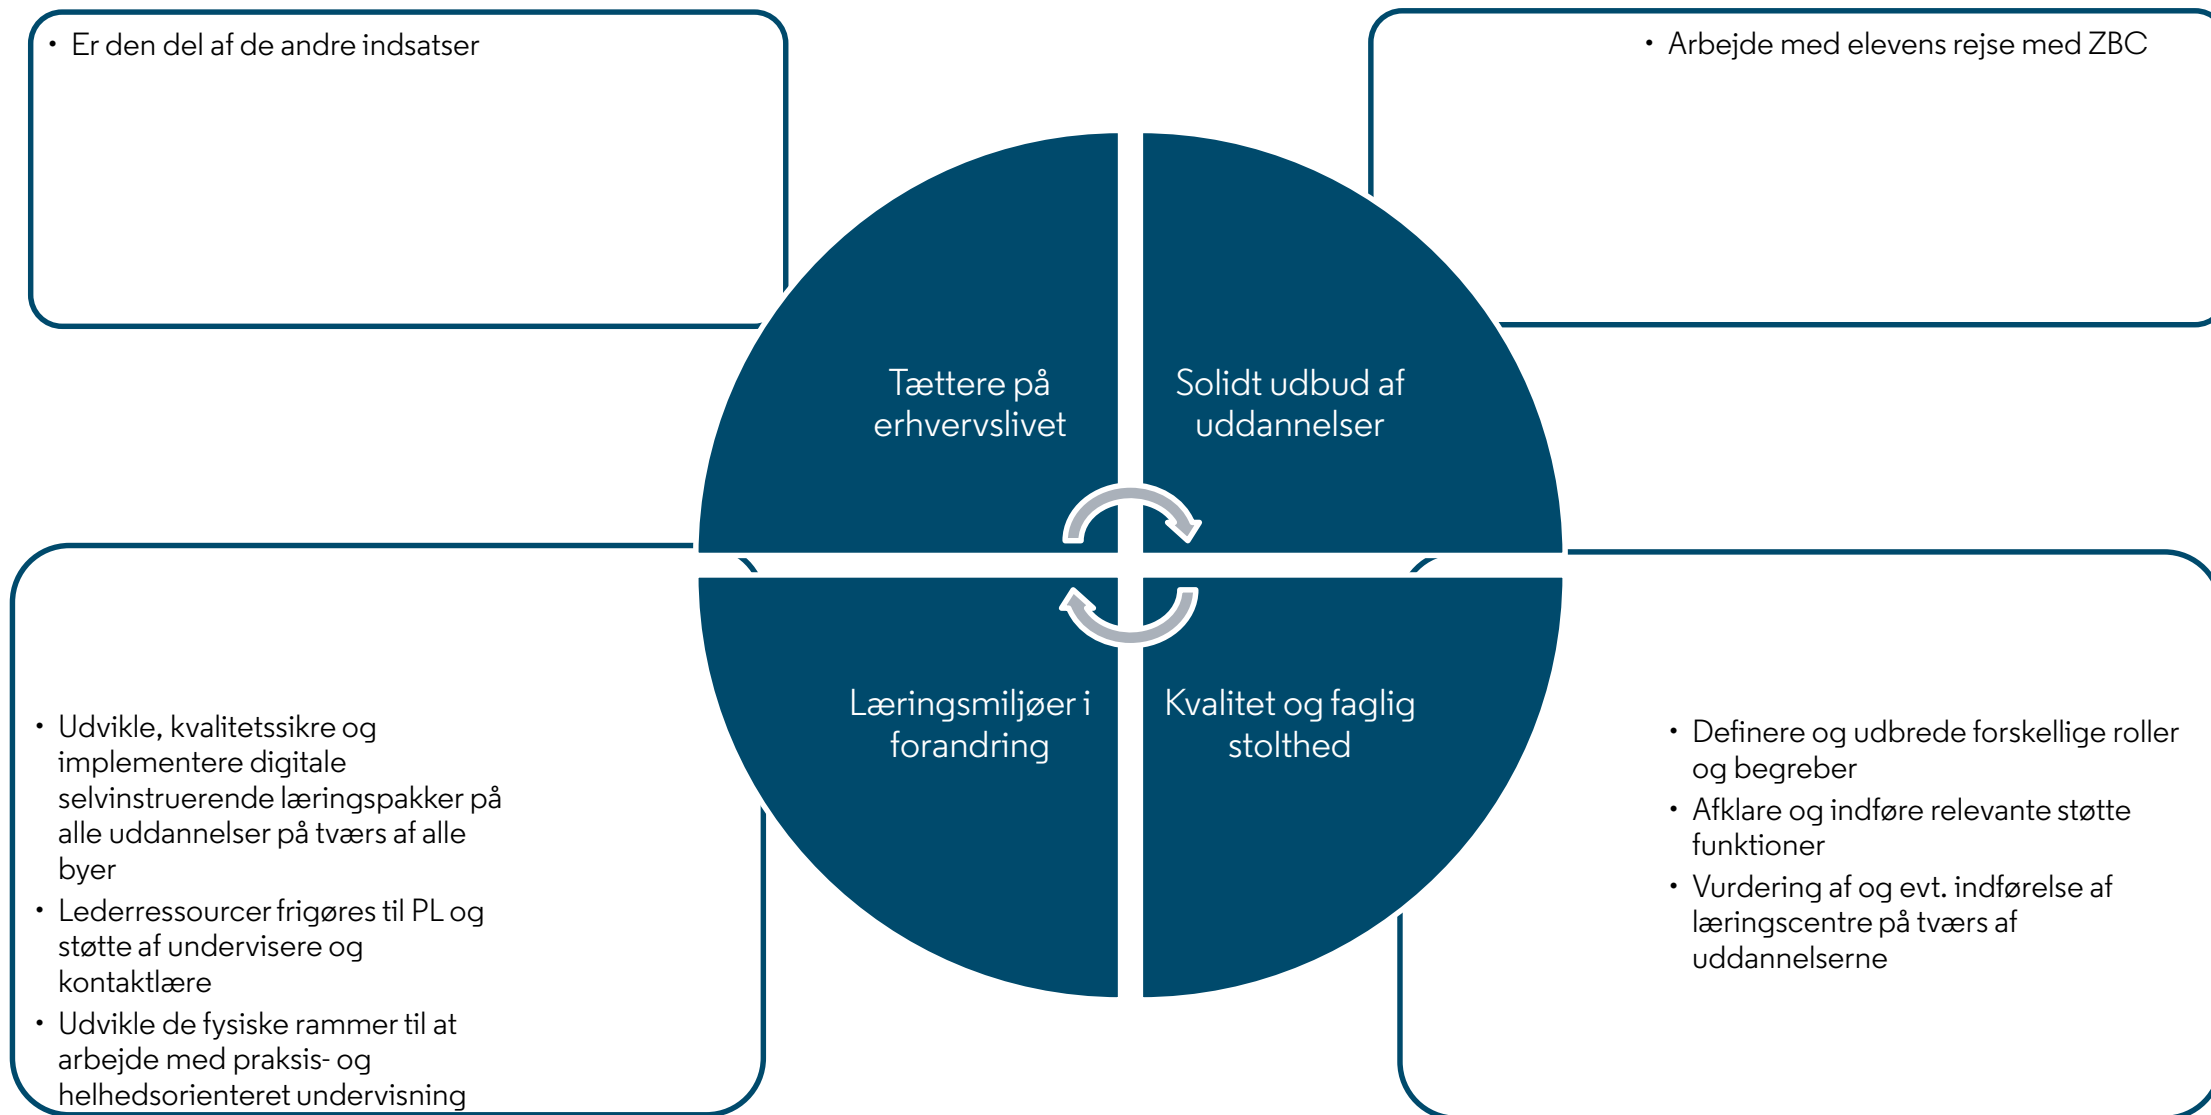 • Er den del af de andre indsatser
• Arbejde med elevens rejse med ZBC
Tættere på
erhvervslivet
Solidt udbud af
uddannelser
Læringsmiljøer i
forandring
Kvalitet og faglig
stolthed
• Udvikle, kvalitetssikre og
implementere digitale
selvinstruerende læringspakker på
alle uddannelser på tværs af alle
byer
• Lederressourcer frigøres til PL og
støtte af undervisere og
kontaktlære
• Udvikle de fysiske rammer til at
arbejde med praksis- og
helhedsorienteret undervisning
• Definere og udbrede forskellige roller
og begreber
• Afklare og indføre relevante støtte
funktioner
• Vurdering af og evt. indførelse af
læringscentre på tværs af
uddannelserne